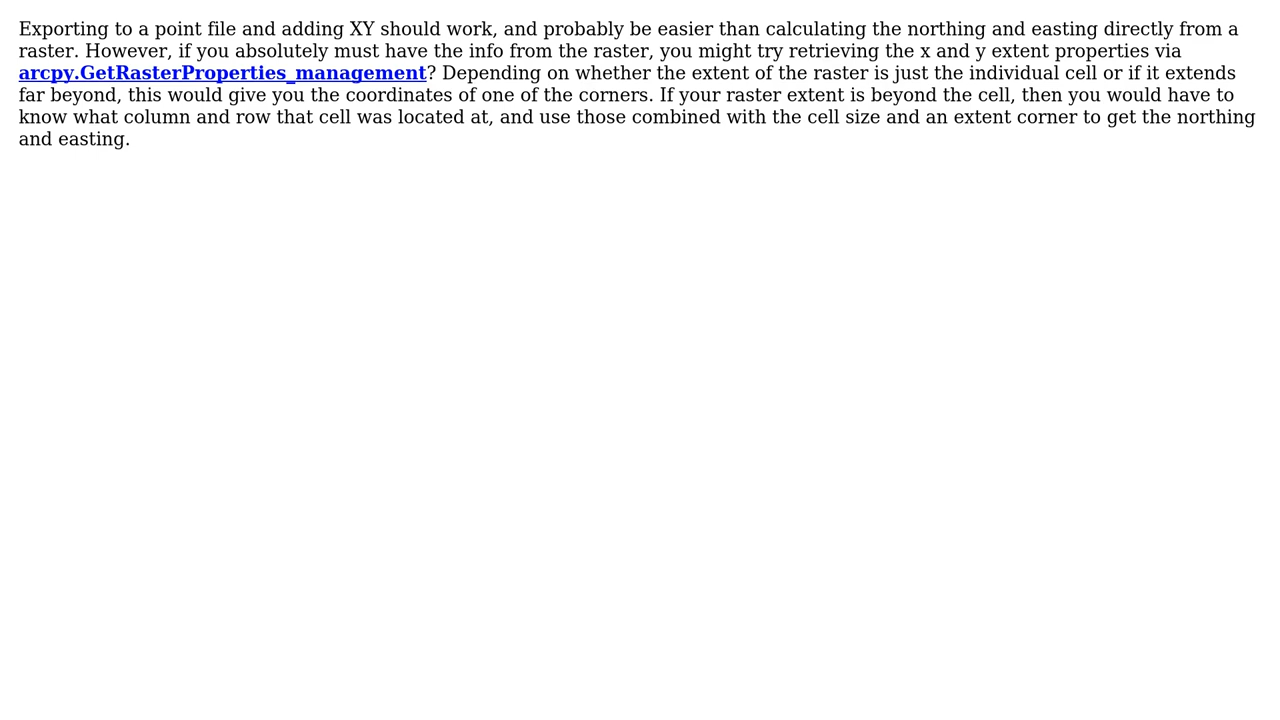 Exporting to a point file and adding XY should work, and probably be easier than calculating the northing and easting directly from a
raster. However, if you absolutely must have the info from the raster, you might try retrieving the x and y extent properties via
arcpy.GetRasterProperties_management? Depending on whether the extent of the raster is just the individual cell or if it extends
far beyond, this would give you the coordinates of one of the corners. If your raster extent is beyond the cell, then you would have to
know what column and row that cell was located at, and use those combined with the cell size and an extent corner to get the northing
and easting.